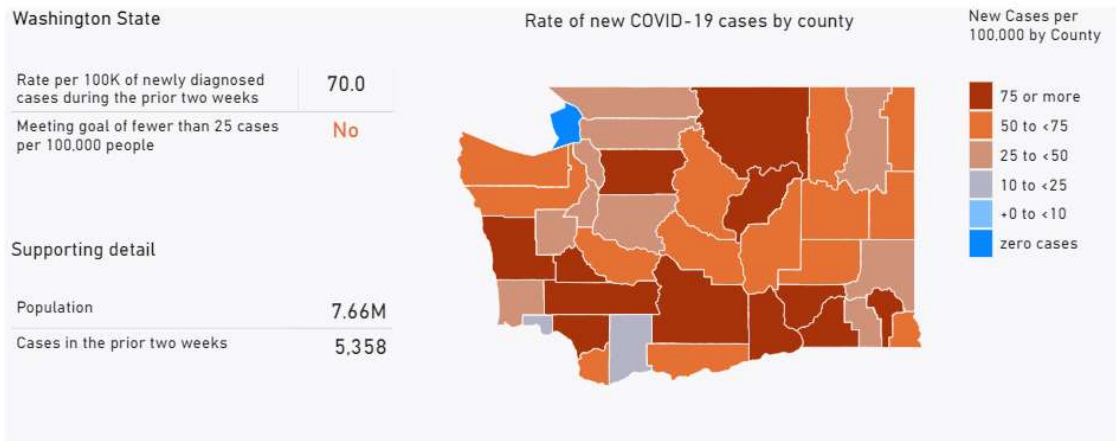 Washington State
Rate per 100K of newly diagnosed
cases during the prior two weeks
70.0
Meeting goal of fewer than 25 cases
per 100,000 people
No
Supporting detail
Population
7.66M
Cases in the prior two weeks
5,358
Rate of new COVID-19 cases by county
New Cases per
100,000 by County
75 or more
50 to <75
25 to <50
10 to <25
+0 to <10
zero cases